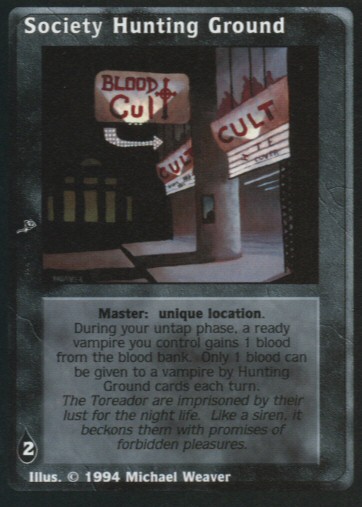 Society Hunting Ground
BLOOD
Cult
CULT
CULT
Master: unique location.
During your untap phase, a ready
vampire you control gains 1 blood
from the blood bank. Only 1 blood can
be given to a vampire by Hunting
Ground cards each turn.
The Toreador are imprisoned by their
lust for the night life. Like a siren, it
beckons them with promises of
forbidden pleasures.
2
Illus. © 1994 Michael Weaver